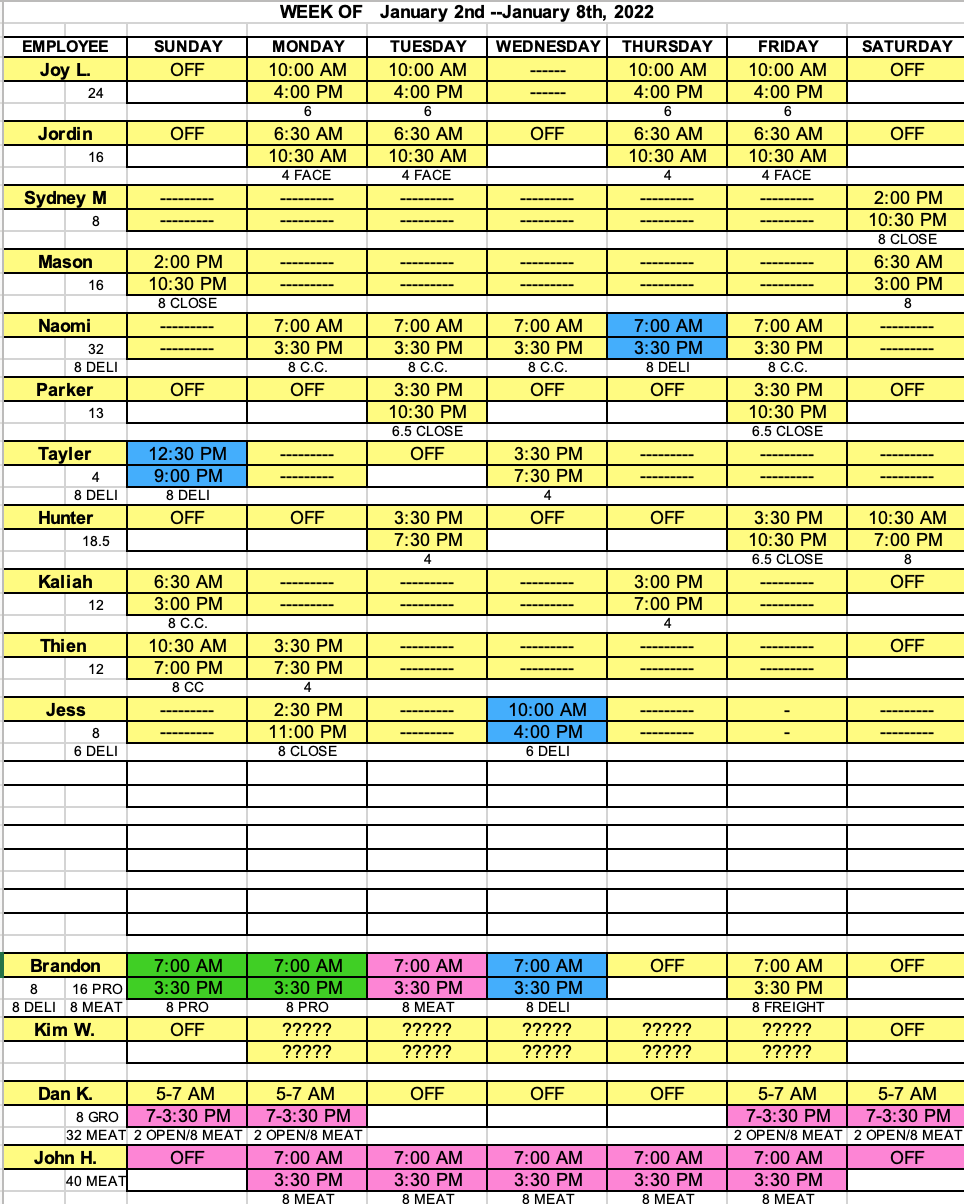 WEEK OF January 2nd --January 8th, 2022
EMPLOYEE SUNDAY MONDAY TUESDAY WEDNESDAY THURSDAY FRIDAY SATURDAY
Joy L. OFF 10:00 AM 10:00 AM ------ 10:00 AM 10:00 AM OFF
24 4:00 PM 4:00 PM ------ 4:00 PM 4:00 PM
6 6 6 6
Jordin OFF 6:30 AM 6:30 AM OFF 6:30 AM 6:30 AM OFF
16 10:30 AM 10:30 AM 10:30 AM 10:30 AM
4 FACE 4 FACE 4 4 FACE
Sydney M --------- --------- --------- --------- --------- --------- 2:00 PM
8 --------- --------- --------- --------- --------- --------- 10:30 PM
8 CLOSE
Mason 2:00 PM --------- --------- --------- --------- --------- 6:30 AM
16 10:30 PM --------- --------- --------- --------- --------- 3:00 PM
8 CLOSE 8
Naomi --------- 7:00 AM 7:00 AM 7:00 AM 7:00 AM 7:00 AM ---------
32 --------- 3:30 PM 3:30 PM 3:30 PM 3:30 PM 3:30 PM ---------
8 DELI 8 C.C. 8 C.C. 8 C.C. 8 DELI 8 C.C.
Parker OFF OFF 3:30 PM OFF OFF 3:30 PM OFF
13 10:30 PM 10:30 PM
6.5 CLOSE 6.5 CLOSE
Tayler 12:30 PM --------- OFF 3:30 PM --------- --------- ---------
4 9:00 PM --------- 7:30 PM --------- --------- ---------
8 DELI 8 DELI 4
Hunter OFF OFF 3:30 PM OFF OFF 3:30 PM 10:30 AM
18.5 7:30 PM 10:30 PM 7:00 PM
4 6.5 CLOSE 8
Kaliah 6:30 AM --------- --------- --------- 3:00 PM --------- OFF
12 3:00 PM --------- --------- --------- 7:00 PM ---------
8 C.C. 4
Thien 10:30 AM 3:30 PM --------- --------- --------- --------- OFF
12 7:00 PM 7:30 PM --------- --------- --------- ---------
8 CC 4
Jess --------- 2:30 PM --------- 10:00 AM --------- - ---------
8 --------- 11:00 PM --------- 4:00 PM --------- - ---------
6 DELI 8 CLOSE 6 DELI
Brandon 7:00 AM 7:00 AM 7:00 AM 7:00 AM OFF 7:00 AM OFF
8 16 PRO 3:30 PM 3:30 PM 3:30 PM 3:30 PM 3:30 PM
8 DELI 8 MEAT 8 PRO 8 PRO 8 MEAT 8 DELI 8 FREIGHT
Kim W. OFF ????? ????? ????? ????? ????? OFF
????? ????? ????? ????? ?????
Dan K. 5-7 AM 5-7 AM OFF OFF OFF 5-7 AM 5-7 AM
8 GRO 7-3:30 PM 7-3:30 PM 7-3:30 PM 7-3:30 PM
32 MEAT 2 OPEN/8 MEAT 2 OPEN/8 MEAT 2 OPEN/8 MEAT 2 OPEN/8 MEAT
John H. OFF 7:00 AM 7:00 AM 7:00 AM 7:00 AM 7:00 AM OFF
40 MEAT 3:30 PM 3:30 PM 3:30 PM 3:30 PM 3:30 PM
8 MEAT 8 MEAT 8 MEAT 8 MEAT 8 MEAT